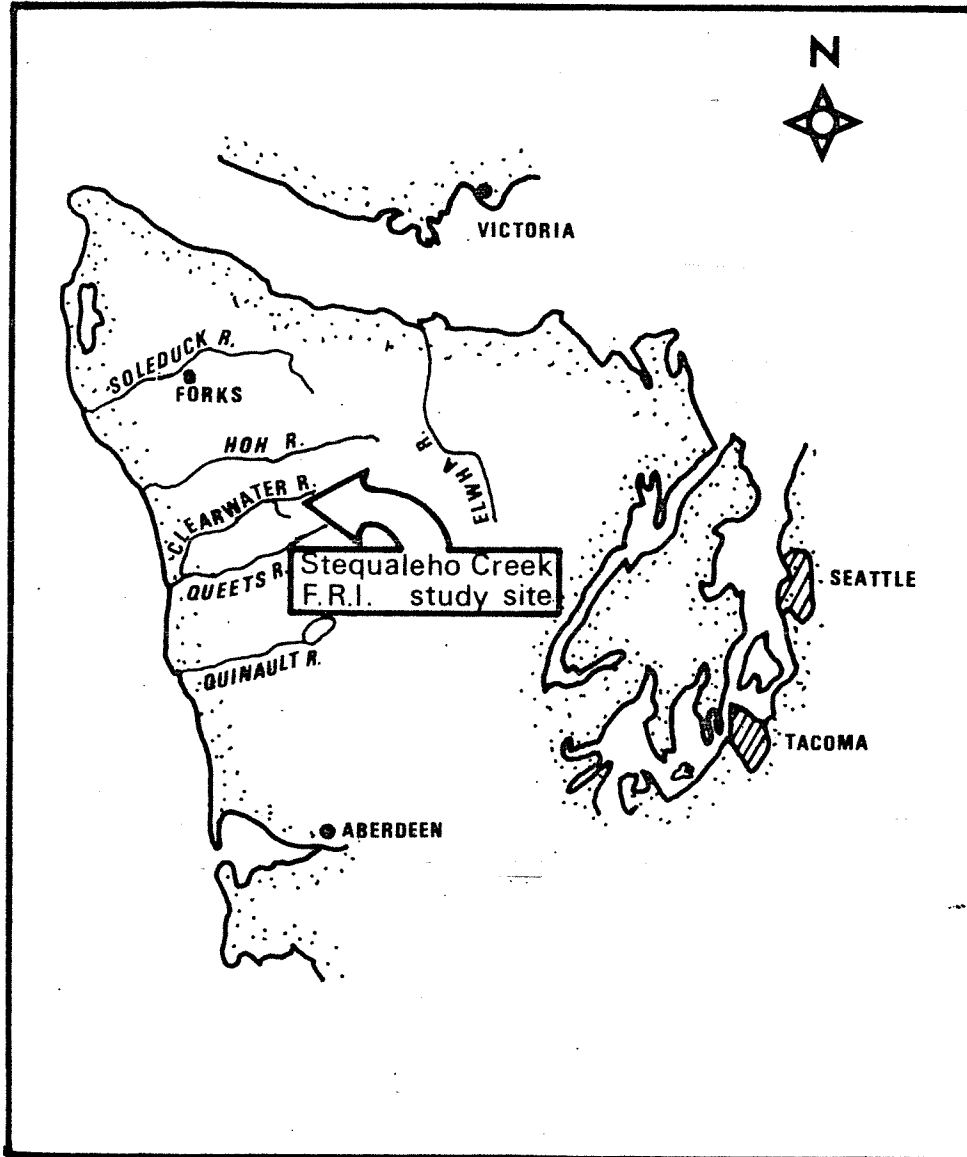 N
VICTORIA
SOLEDUCK R.
FORKS
HOH R.
ELWHA R.
CLEARWATER R.
Stequaleho Creek
F.R.I. study site
QUEETS R.
SEATTLE
QUINAULT R.
TACOMA
ABERDEEN